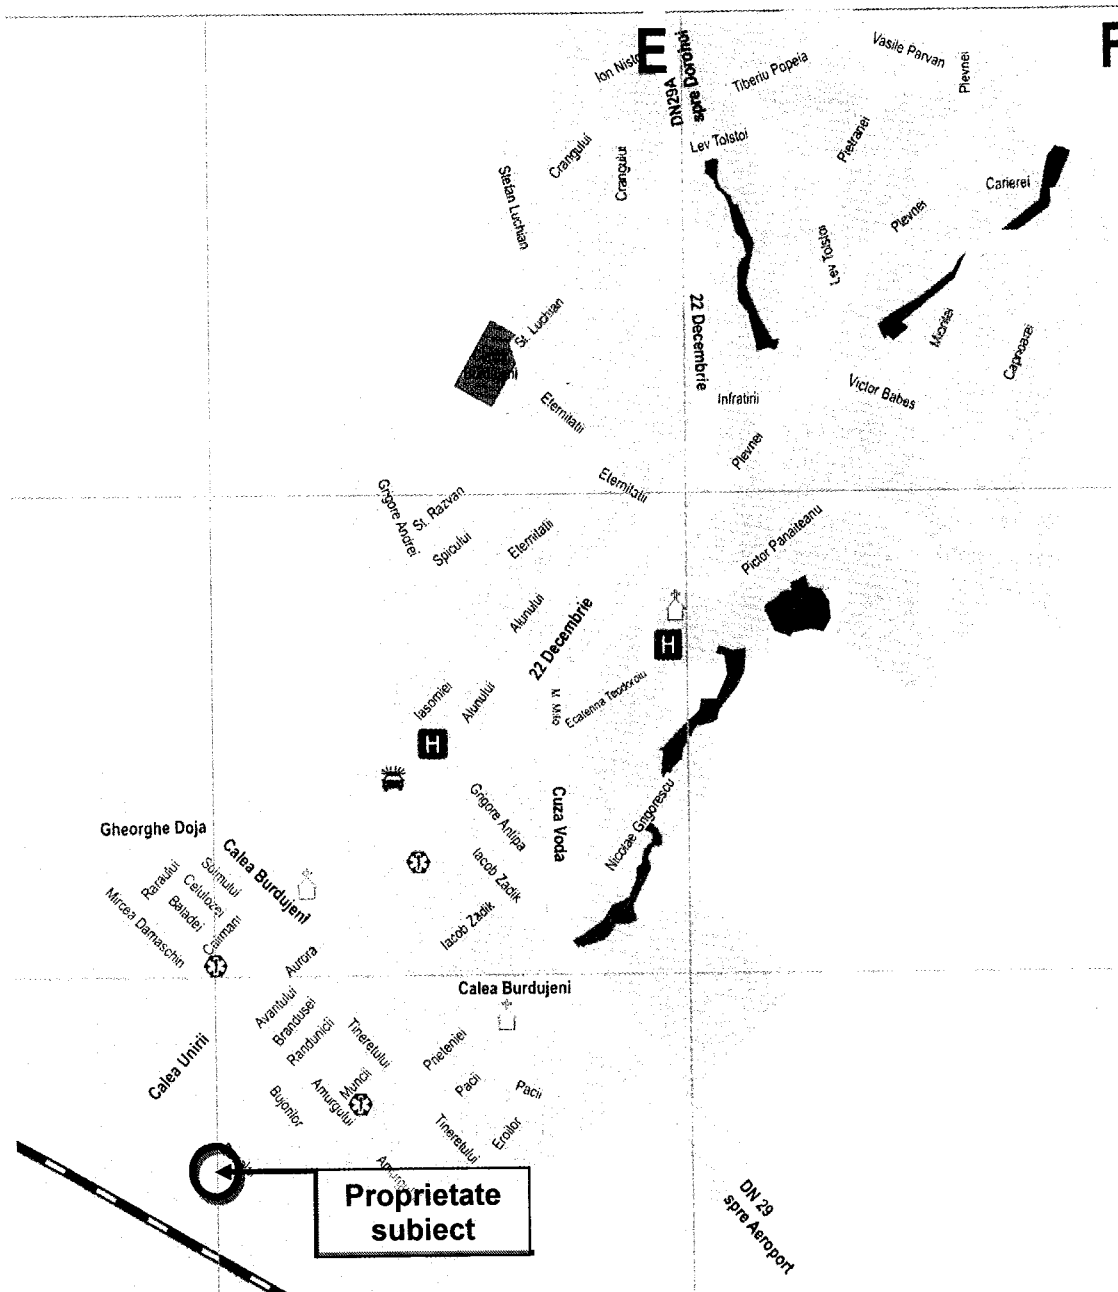 E
F
Ion Nisto
DN29A
spre Dorohoi
Tiberiu Popeia
Vasile Parvan
Plevnei
Lev Tolstoi
Pietrariei
Crangului
Crangului
Stefan Luchian
Carierei
Plevnei
Lev Tolstoi
22 Decembrie
St. Luchian
Caprioarei
Victor Babes
Infratirii
Eternitatii
Plevnei
Eternitatii
Grigore Andrei
St. Razvan
Spicului
Eternitatii
Pictor Panaiteanu
Alunului
22 Decembrie
H
Iasomiei
Alunului
M. Milo
Ecaterina Teodoroiu
H
Grigore Antipa
Cuza Voda
Nicolae Grigorescu
Gheorghe Doja
Calea Burdujeni
Iacob Zadik
Iacob Zadik
Raraului
Soimului
Celulozei
Baladei
Calimani
Mircea Damaschin
Aurora
Calea Burdujeni
Avantului
Brandusei
Randunicii
Tineretului
Prieteniei
Calea Unirii
Bujorilor
Amurgului
Muncii
Pacii
Pacii
Tineretului
Eroilor
Proprietate
subiect
DN 29
spre Aeroport